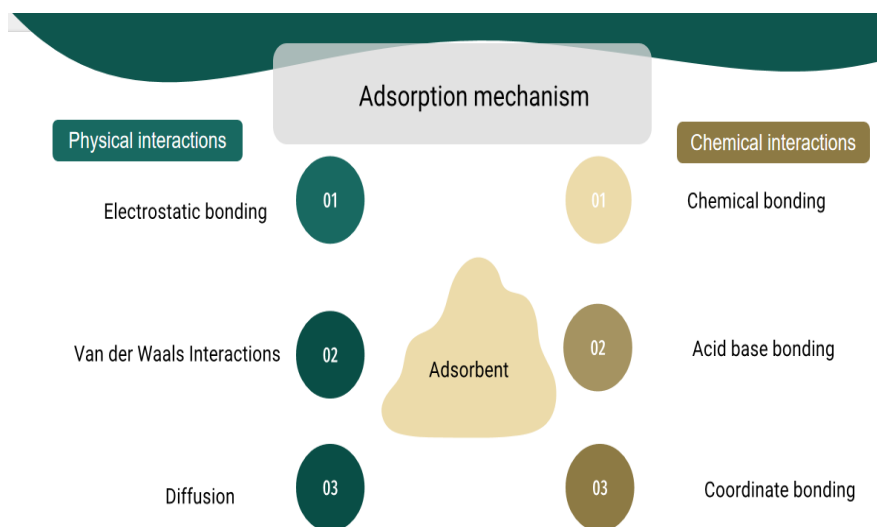 Adsorption mechanism
Physical interactions
Chemical interactions
01
01
Electrostatic bonding
Chemical bonding
Van der Waals Interactions
02
02
Acid base bonding
Adsorbent
Diffusion
03
03
Coordinate bonding